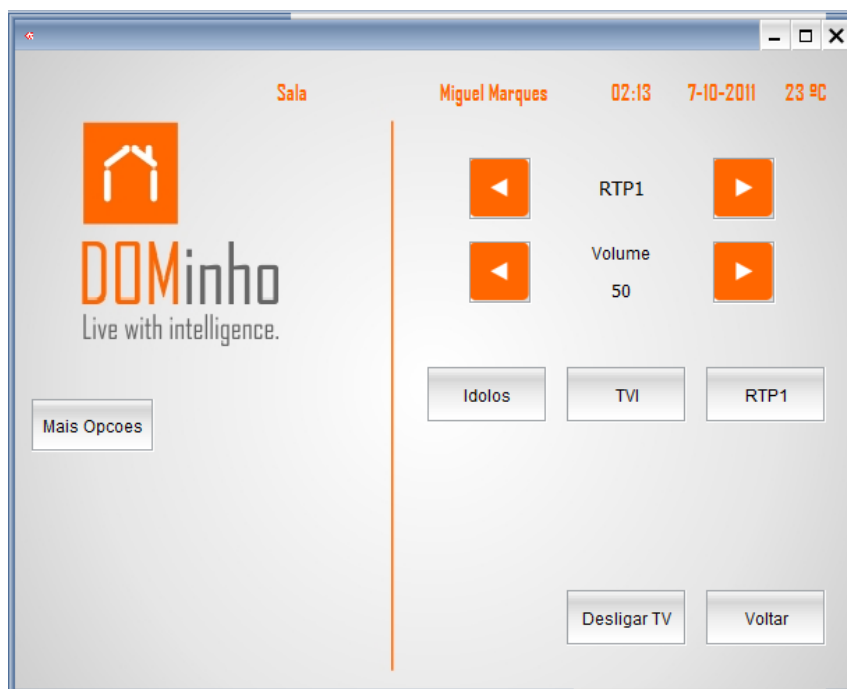 Sala Miguel Marques 02:13 7-10-2011 23 ºC
DOMinho
Live with intelligence.
Mais Opcoes
RTP1
Volume
50
Idolos TVI RTP1
Desligar TV Voltar